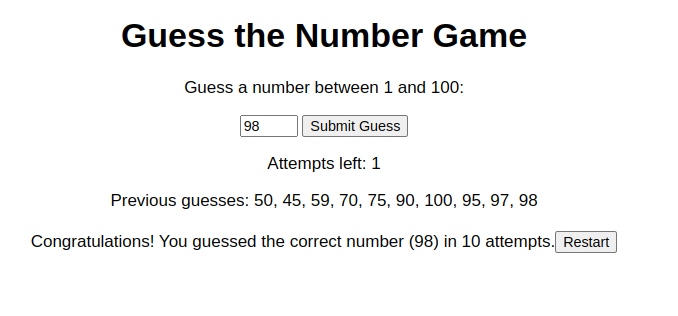 Guess the Number Game
Guess a number between 1 and 100:
98 Submit Guess
Attempts left: 1
Previous guesses: 50, 45, 59, 70, 75, 90, 100, 95, 97, 98
Congratulations! You guessed the correct number (98) in 10 attempts. Restart